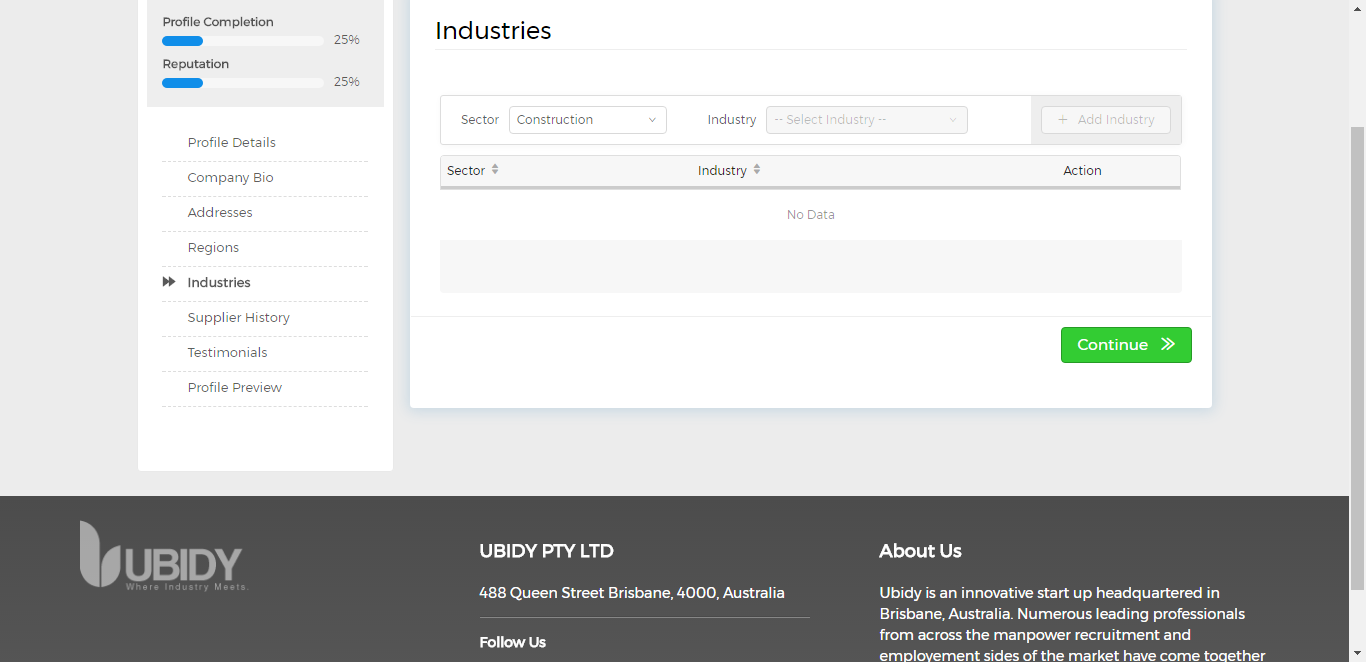 Profile Completion
25%
Reputation
25%
Profile Details
Company Bio
Addresses
Regions
Industries
Supplier History
Testimonials
Profile Preview
Industries
Sector Construction Industry -- Select Industry -- + Add Industry
Sector Industry Action
No Data
Continue
UBIDY
Where Industry Meets.
UBIDY PTY LTD
488 Queen Street Brisbane, 4000, Australia
Follow Us
About Us
Ubidy is an innovative start up headquartered in
Brisbane, Australia. Numerous leading professionals
from across the manpower recruitment and
employement sides of the market have come together